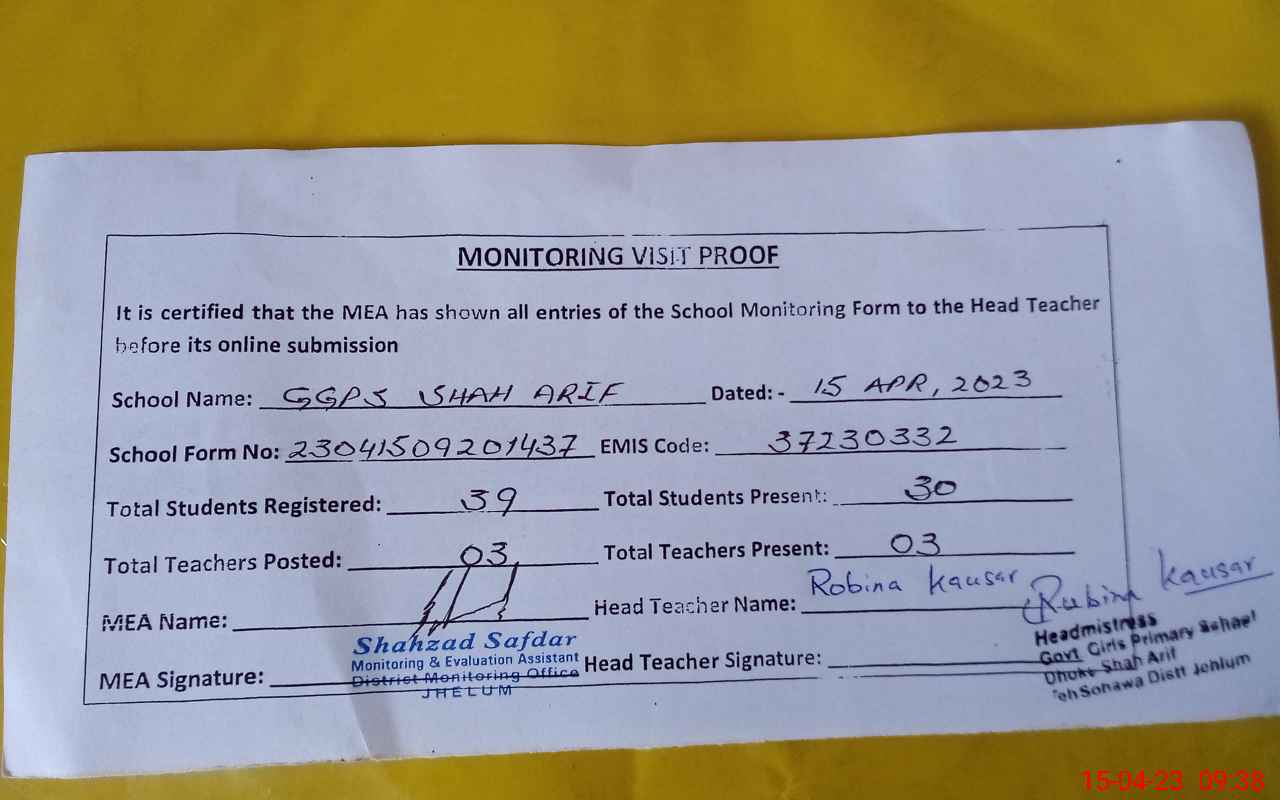 MONITORING VISIT PROOF
It is certified that the MEA has shown all entries of the School Monitoring Form to the Head Teacher
before its online submission
School Name: GGPS SHAH ARIF Dated: - 15 APR, 2023
School Form No: 23041509201437 EMIS Code: 37230332
Total Students Registered: 39 Total Students Present: 30
Total Teachers Posted: 03 Total Teachers Present: 03
MEA Name: Head Teacher Name: Robina Kausar Rubina Kausar
Shahzad Safdar
Monitoring & Evaluation Assistant
District Monitoring Office
JHELUM
MEA Signature: Head Teacher Signature:
Headmistress
Govt Girls Primary School
Dhoke Shah Arif
Teh Sohawa Distt Jehlum
15-04-23 09:38